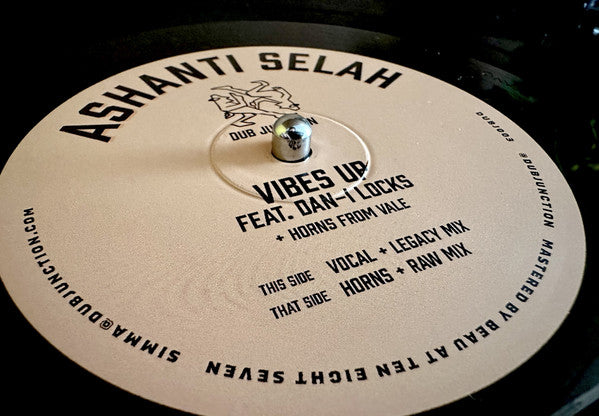 ASHANTI SELAH
DUB JUNCTION
VIBES UP
FEAT. DAN-I LOCKS
+ HORNS FROM VALE
THIS SIDE VOCAL + LEGACY MIX
THAT SIDE HORNS + RAW MIX
DUBJ003
@DUBJUNCTION MASTERED BY BEAU AT TEN EIGHT SEVEN
SIMMA@DUBJUNCTION.COM